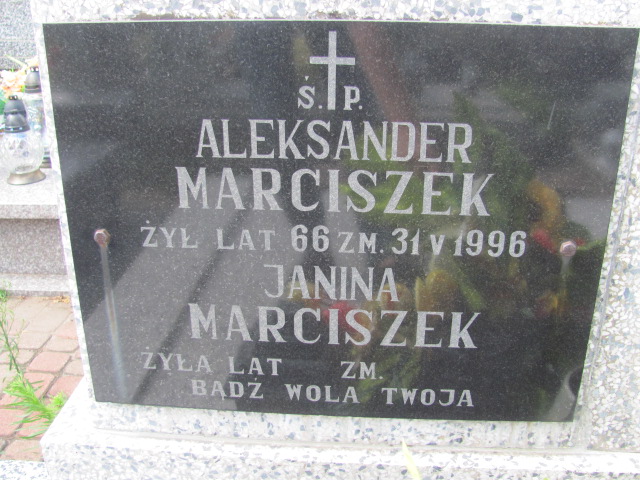 Ś. P.
ALEKSANDER
MARCISZEK
ŻYŁ LAT 66 ZM. 31 V 1996
JANINA
MARCISZEK
ŻYŁA LAT ZM.
BĄDŹ WOLA TWOJA